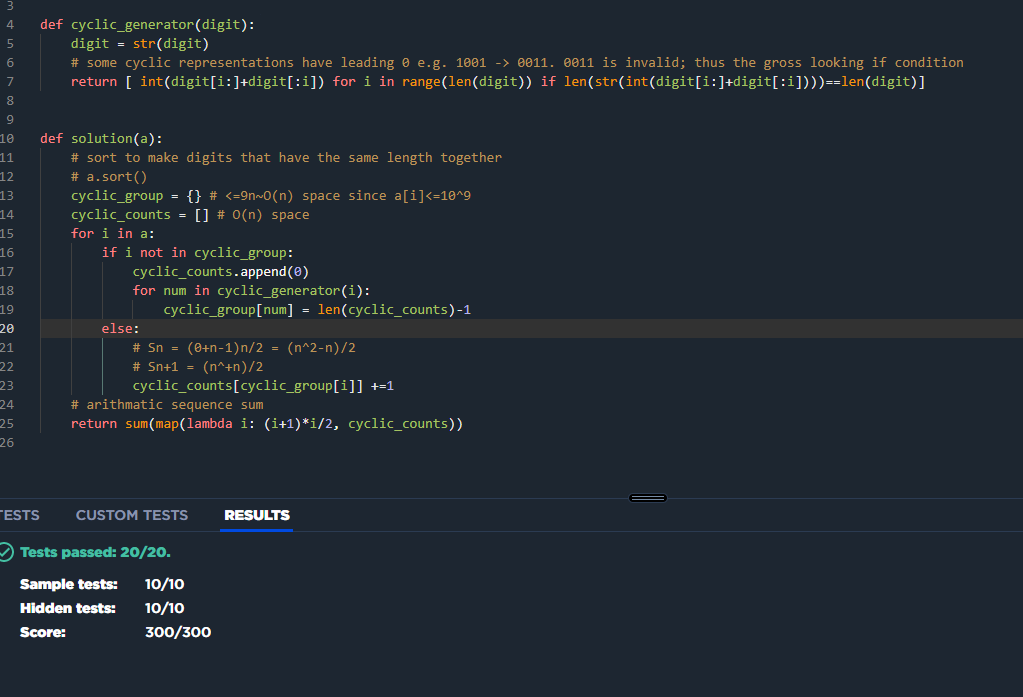 3
4 def cyclic_generator(digit):
5 digit = str(digit)
6 # some cyclic representations have leading 0 e.g. 1001 -> 0011. 0011 is invalid; thus the gross looking if condition
7 return [ int(digit[i:]+digit[:i]) for i in range(len(digit)) if len(str(int(digit[i:]+digit[:i])))==len(digit)]
8
9
10 def solution(a):
11 # sort to make digits that have the same length together
12 # a.sort()
13 cyclic_group = {} # <=9n~O(n) space since a[i]<=10^9
14 cyclic_counts = [] # O(n) space
15 for i in a:
16 if i not in cyclic_group:
17 cyclic_counts.append(0)
18 for num in cyclic_generator(i):
19 cyclic_group[num] = len(cyclic_counts)-1
20 else:
21 # Sn = (0+n-1)n/2 = (n^2-n)/2
22 # Sn+1 = (n^+n)/2
23 cyclic_counts[cyclic_group[i]] +=1
24 # arithmatic sequence sum
25 return sum(map(lambda i: (i+1)*i/2, cyclic_counts))
26
TESTS CUSTOM TESTS RESULTS
Tests passed: 20/20.
Sample tests: 10/10
Hidden tests: 10/10
Score: 300/300